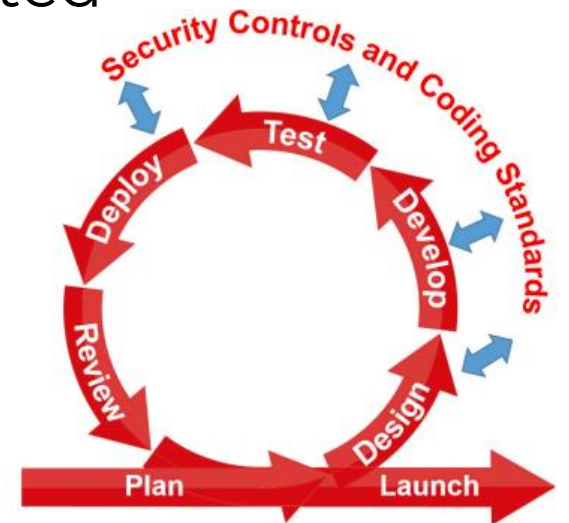 Security Controls and Coding Standards
Test
Deploy
Develop
Review
Design
Plan
Launch